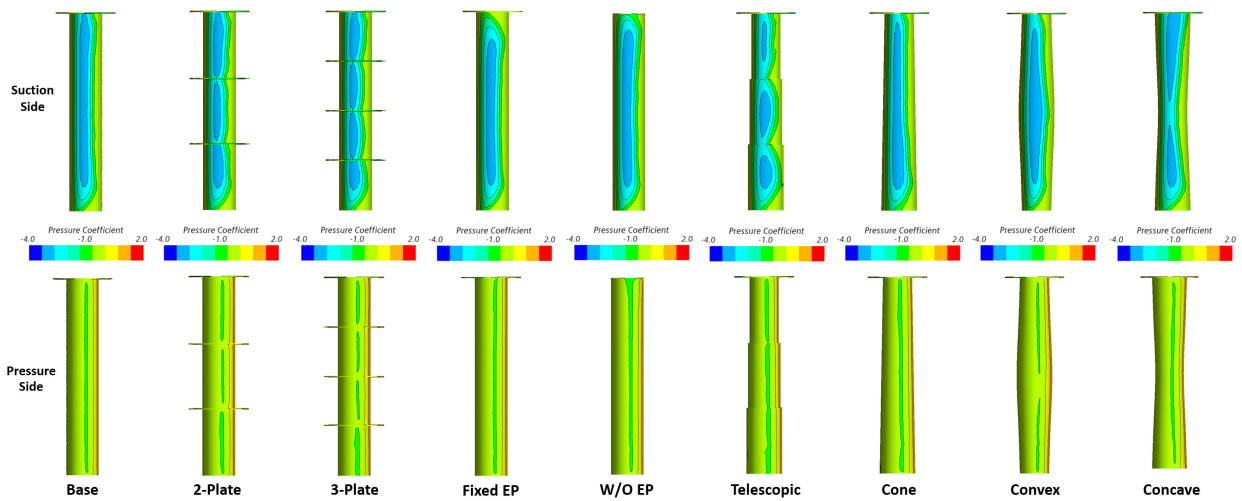 Suction
Side
Pressure Coefficient
-4.0 -1.0 2.0
Pressure Coefficient
-4.0 -1.0 2.0
Pressure Coefficient
-4.0 -1.0 2.0
Pressure Coefficient
-4.0 -1.0 2.0
Pressure Coefficient
-4.0 -1.0 2.0
Pressure Coefficient
-4.0 -1.0 2.0
Pressure Coefficient
-4.0 -1.0 2.0
Pressure Coefficient
-4.0 -1.0 2.0
Pressure Coefficient
-4.0 -1.0 2.0
Pressure
Side
Base 2-Plate 3-Plate Fixed EP W/O EP Telescopic Cone Convex Concave